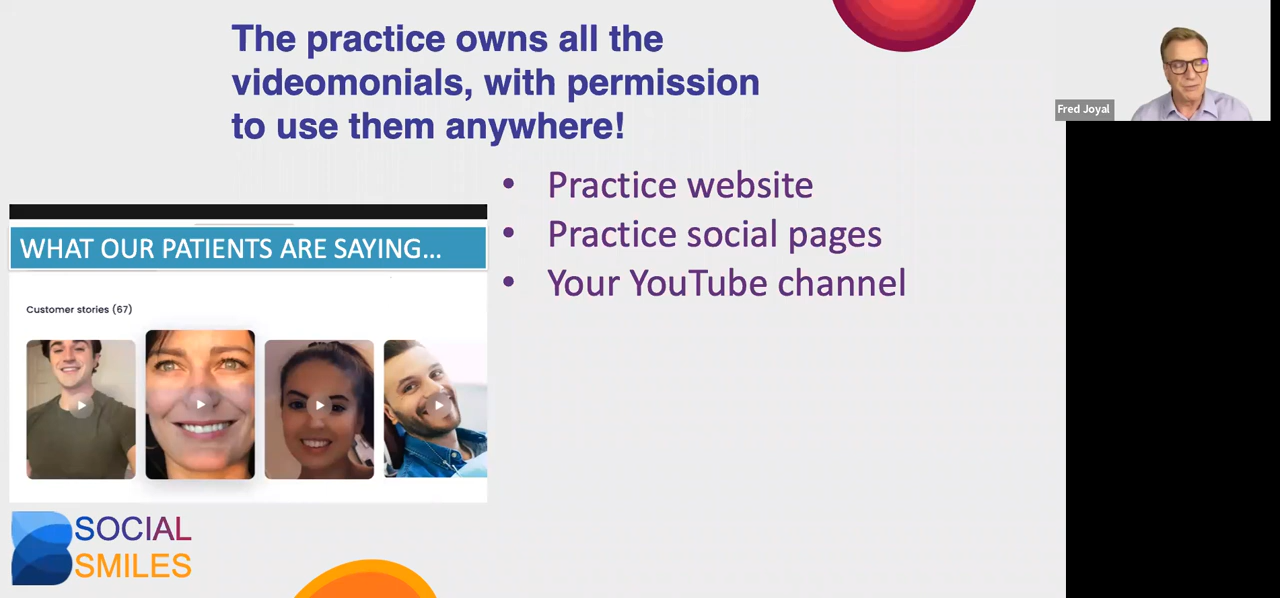 The practice owns all the
videomonials, with permission
to use them anywhere!
Fred Joyal
• Practice website
• Practice social pages
• Your YouTube channel
WHAT OUR PATIENTS ARE SAYING...
Customer stories (67)
SOCIAL
SMILES